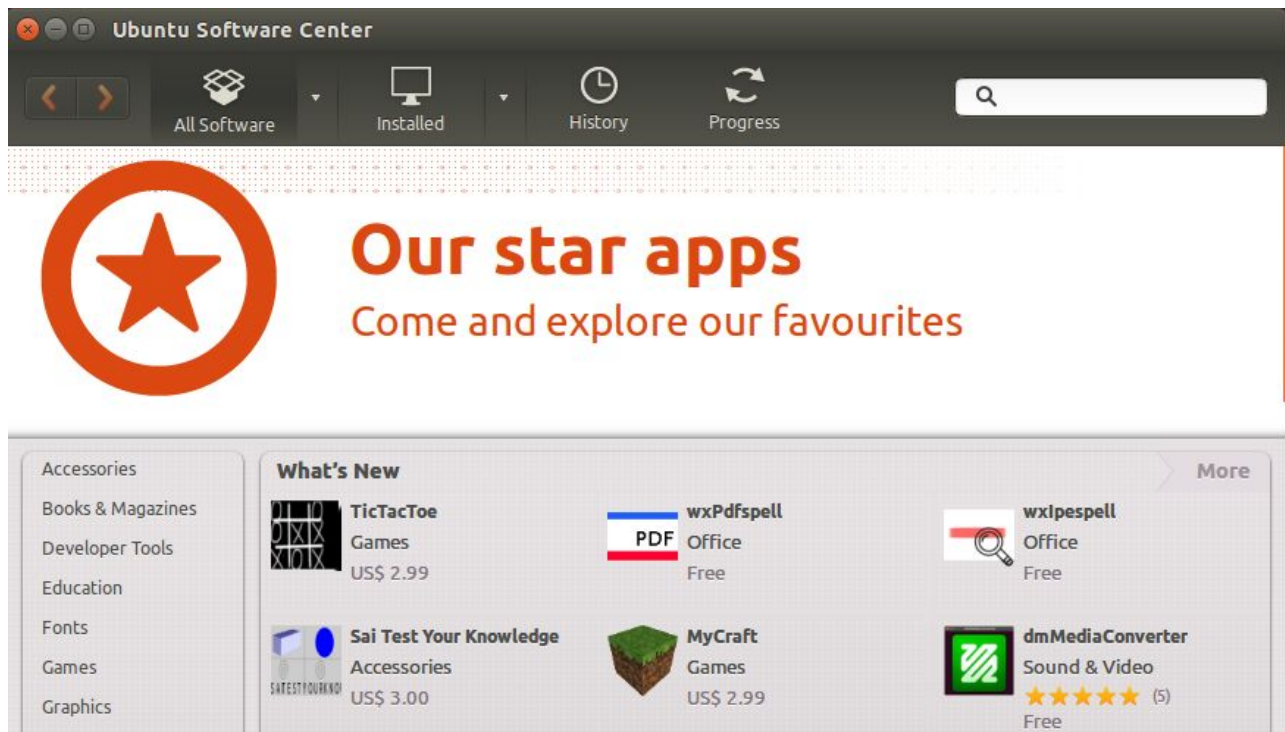 Ubuntu Software Center
All Software
Installed
History
Progress
Our star apps
Come and explore our favourites
Accessories
Books & Magazines
Developer Tools
Education
Fonts
Games
Graphics
What's New
More
TicTacToe
Games
US$ 2.99
wxPdfspell
PDF
Office
Free
wxIpespell
Office
Free
Sai Test Your Knowledge
Accessories
US$ 3.00
MyCraft
Games
US$ 2.99
dmMediaConverter
Sound & Video
(5)
Free